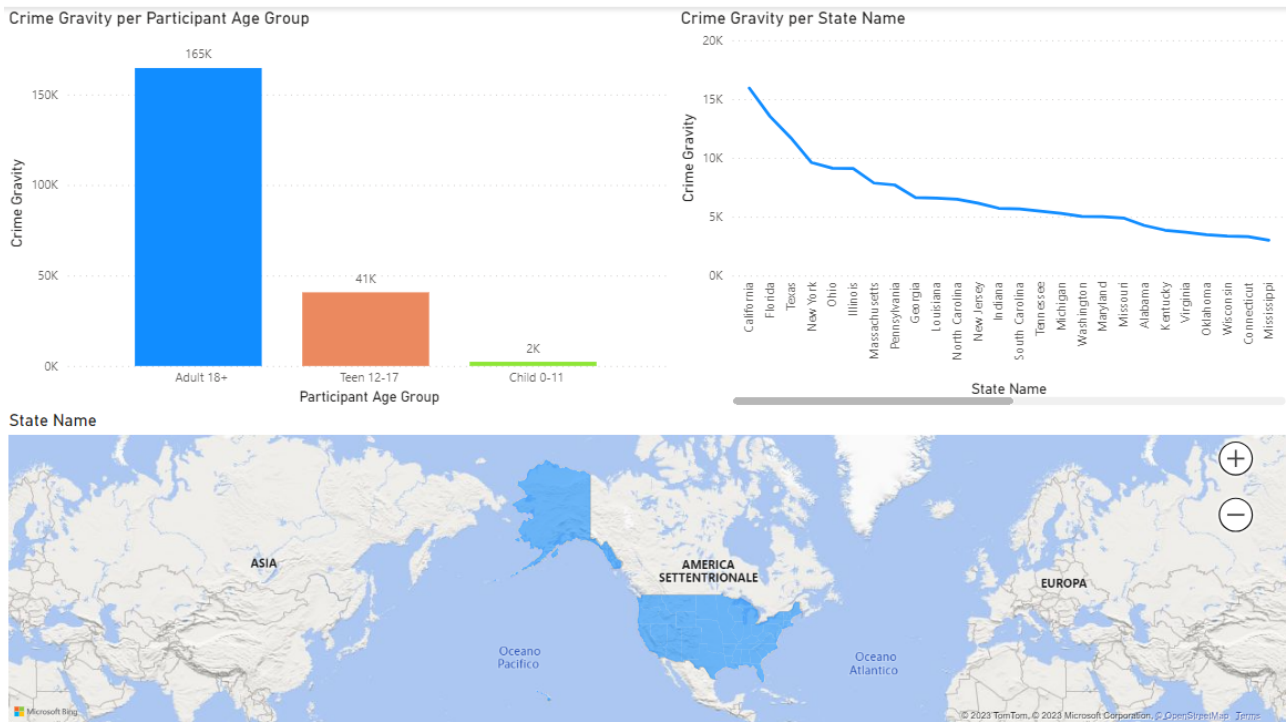 Crime Gravity per Participant Age Group
Crime Gravity
150K
100K
50K
0K
165K
41K
2K
Adult 18+
Teen 12-17
Child 0-11
Participant Age Group
Crime Gravity per State Name
Crime Gravity
20K
15K
10K
5K
0K
California
Florida
Texas
New York
Ohio
Illinois
Massachusetts
Pennsylvania
Georgia
Louisiana
North Carolina
New Jersey
Indiana
South Carolina
Tennessee
Michigan
Washington
Maryland
Missouri
Alabama
Kentucky
Virginia
Oklahoma
Wisconsin
Connecticut
Mississippi
State Name
State Name
ASIA
AMERICA
SETTENTRIONALE
EUROPA
Oceano
Pacifico
Oceano
Atlantico
Microsoft Bing
© 2023 TomTom, © 2023 Microsoft Corporation, © OpenStreetMap Terms